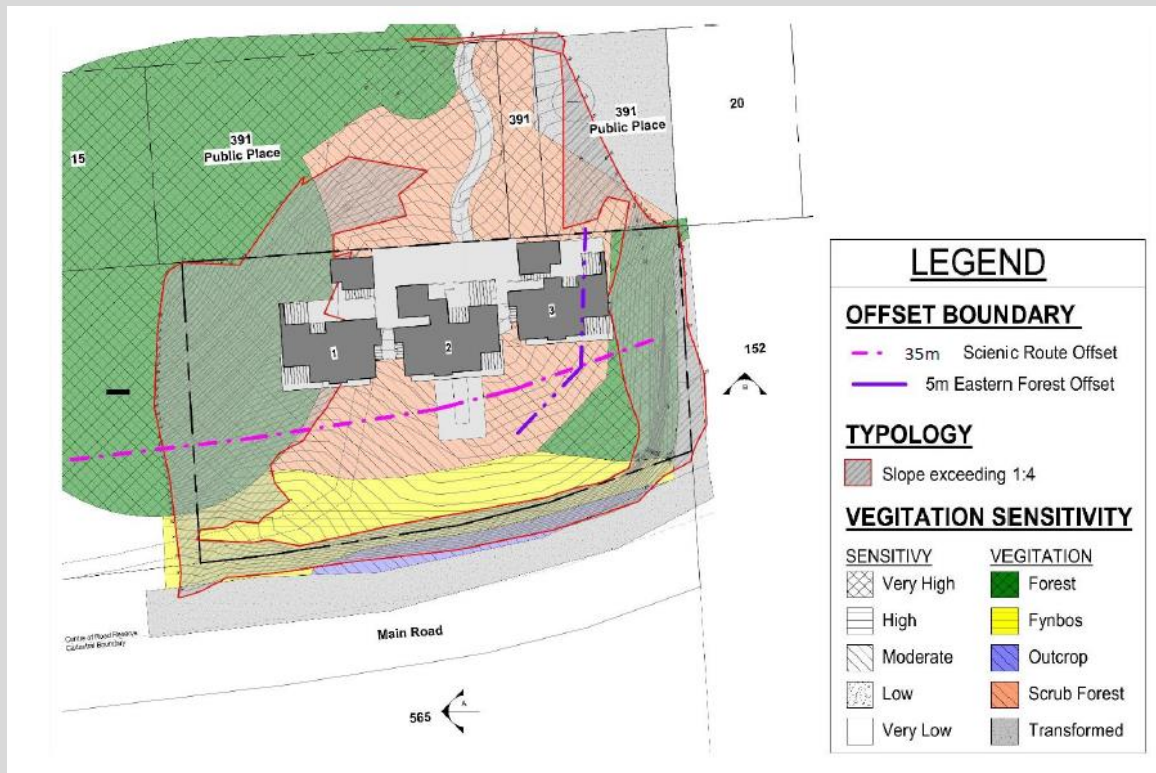 15
391
Public Place
391
391
Public Place
20
1
2
3
152
B
Main Road
Centre of Road Reserve
Cadastral Boundary
565
A
LEGEND
OFFSET BOUNDARY
35m Scienic Route Offset
5m Eastern Forest Offset
TYPOLOGY
Slope exceeding 1:4
VEGITATION SENSITIVITY
SENSITIVY VEGITATION
Very High Forest
High Fynbos
Moderate Outcrop
Low Scrub Forest
Very Low Transformed